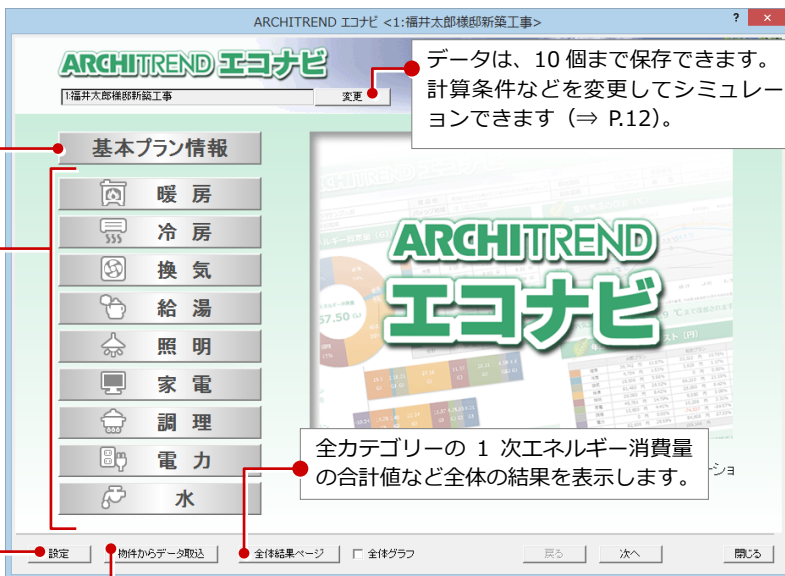 ARCHITREND エコナビ <1:福井太郎様邸新築工事>
? ×
ARCHITREND エコナビ
1:福井太郎様邸新築工事
変更
データは、10 個まで保存できます。
計算条件などを変更してシミュレー
ションできます（⇒ P.12）。
基本プラン情報
暖 房
冷 房
換 気
給 湯
照 明
家 電
調 理
電 力
水
ARCHITREND
エコナビ
全カテゴリーの 1 次エネルギー消費量
の合計値など全体の結果を表示します。
ーショ
設定
物件からデータ取込
全体結果ページ
全体グラフ
戻る
次へ
閉じる